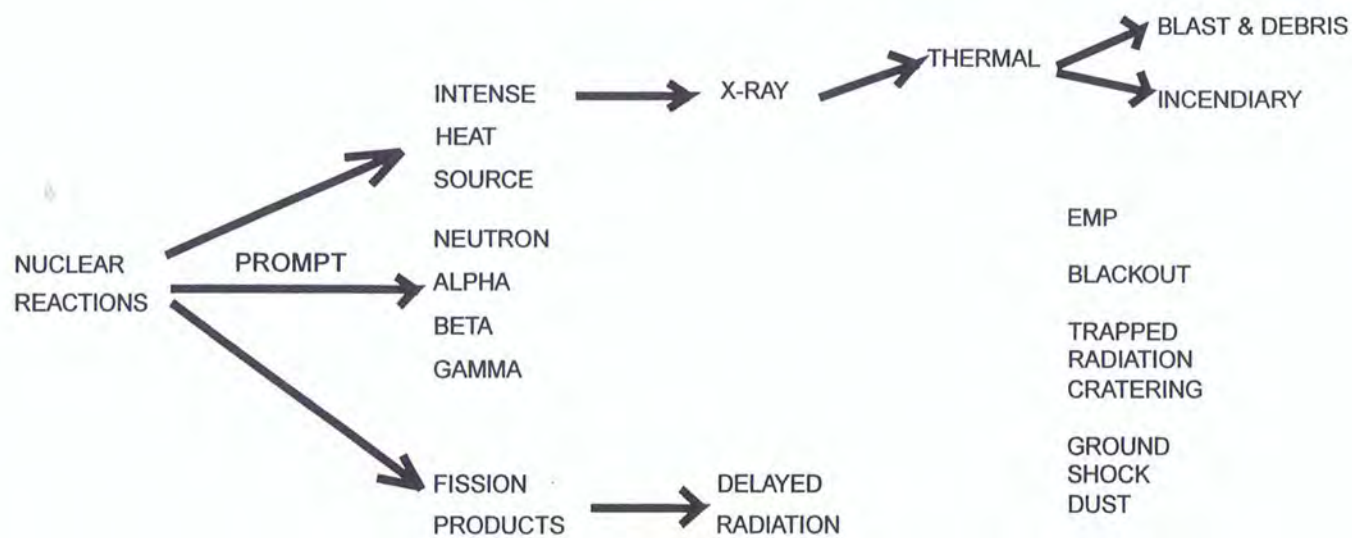 NUCLEAR
REACTIONS
PROMPT
INTENSE
HEAT
SOURCE
NEUTRON
ALPHA
BETA
GAMMA
FISSION
PRODUCTS
X-RAY
DELAYED
RADIATION
THERMAL
BLAST & DEBRIS
INCENDIARY
EMP
BLACKOUT
TRAPPED
RADIATION
CRATERING
GROUND
SHOCK
DUST